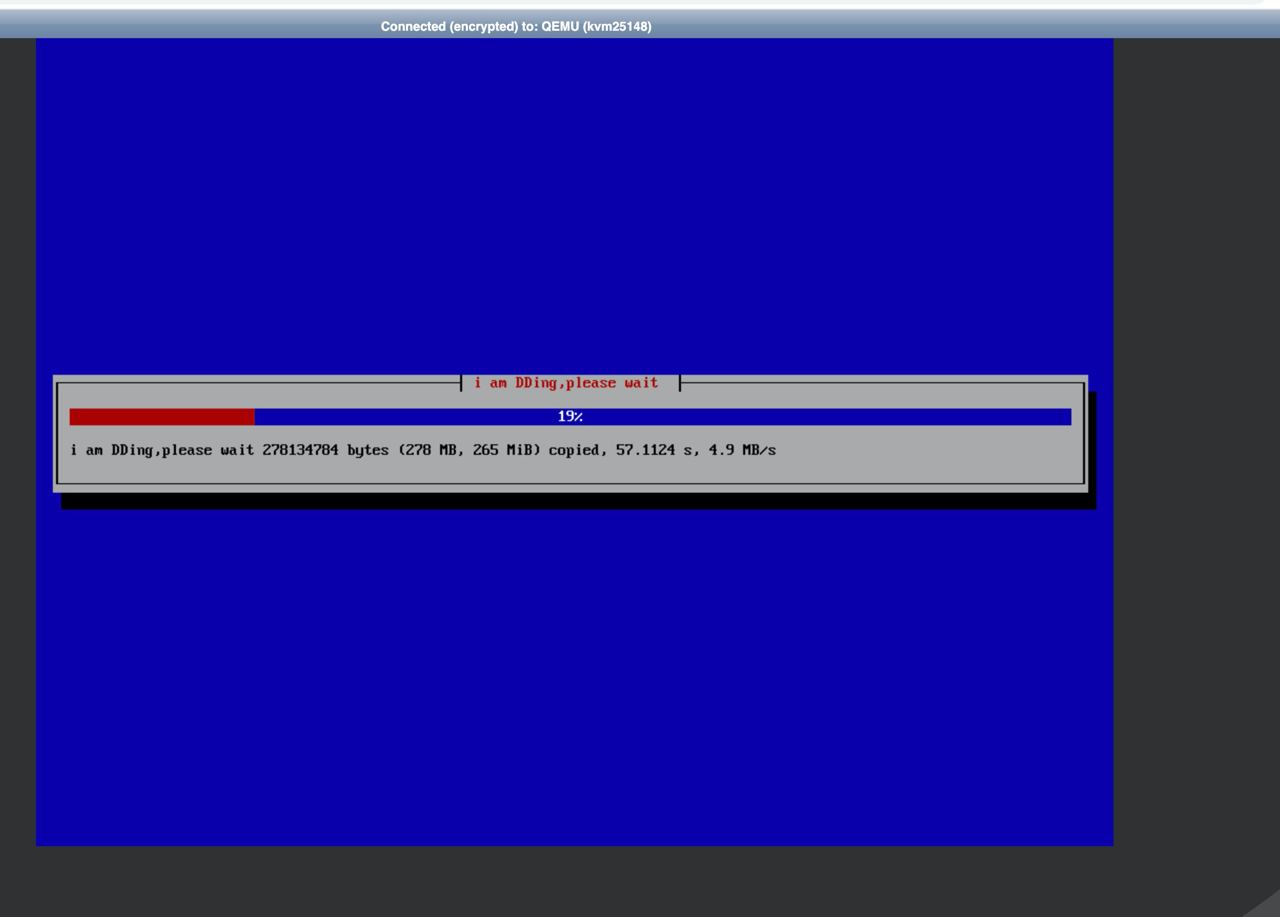 Connected (encrypted) to: QEMU (kvm25148)
i am DDing,please wait
19%
i am DDing,please wait 278134784 bytes (278 MB, 265 MiB) copied, 57.1124 s, 4.9 MB/s